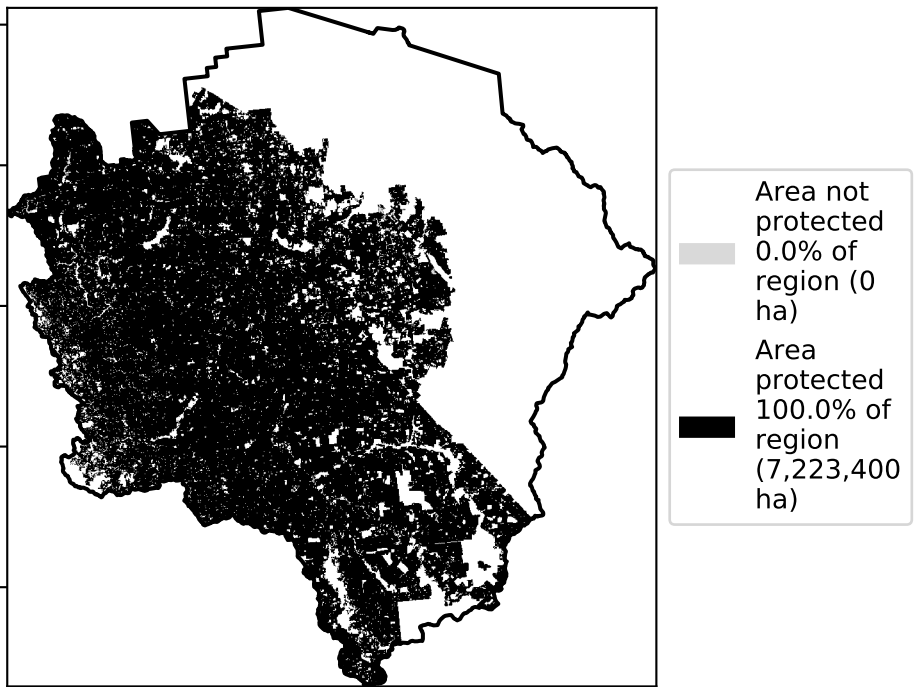 Area not
protected
0.0% of
region (0
ha)
Area
protected
100.0% of
region
(7,223,400
ha)